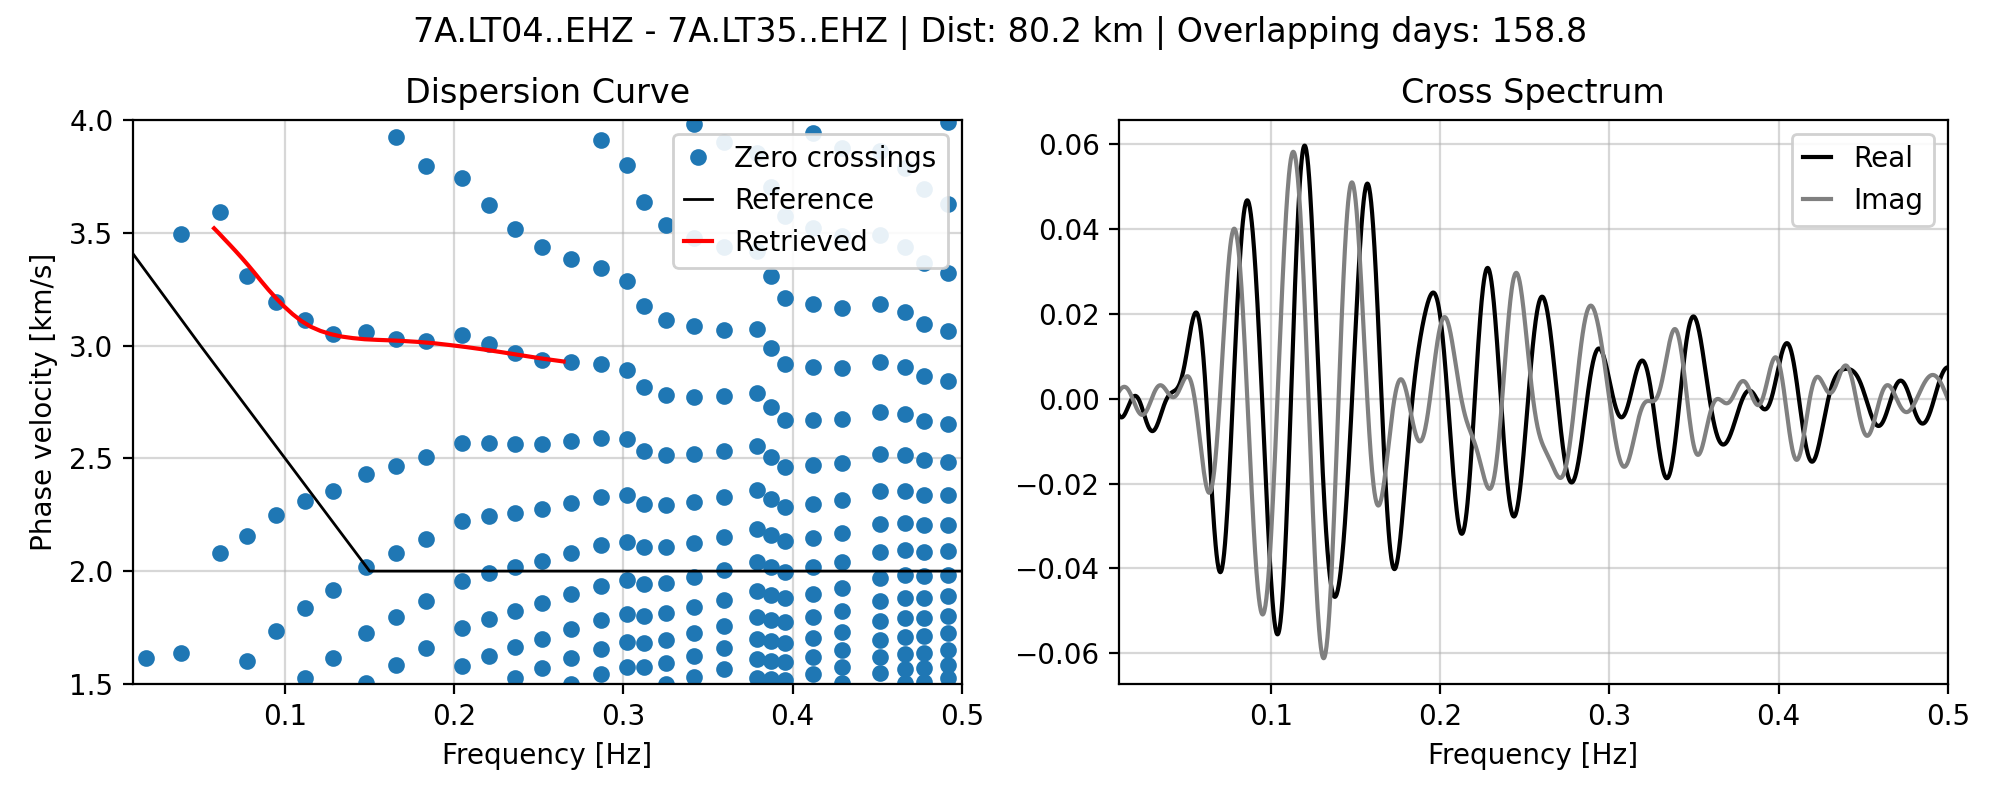 7A.LT04..EHZ - 7A.LT35..EHZ | Dist: 80.2 km | Overlapping days: 158.8
Dispersion Curve
Phase velocity [km/s]
4.0
3.5
3.0
2.5
2.0
1.5
Zero crossings
Reference
Retrieved
0.1
0.2
0.3
0.4
0.5
Frequency [Hz]
Cross Spectrum
0.06
0.04
0.02
0.00
−0.02
−0.04
−0.06
Real
Imag
0.1
0.2
0.3
0.4
0.5
Frequency [Hz]